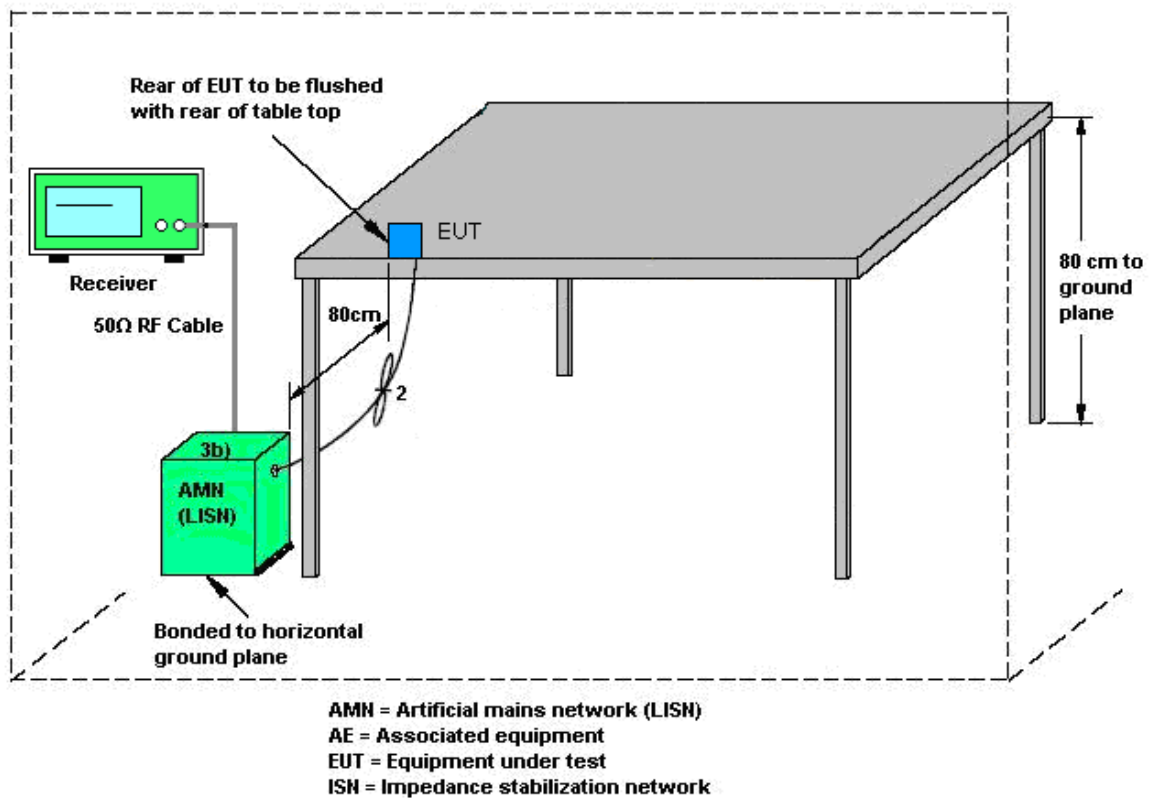 Rear of EUT to be flushed
with rear of table top
EUT
Receiver
80cm
80 cm to
ground
plane
50Ω RF Cable
2
3b)
AMN
(LISN)
Bonded to horizontal
ground plane
AMN = Artificial mains network (LISN)
AE = Associated equipment
EUT = Equipment under test
ISN = Impedance stabilization network